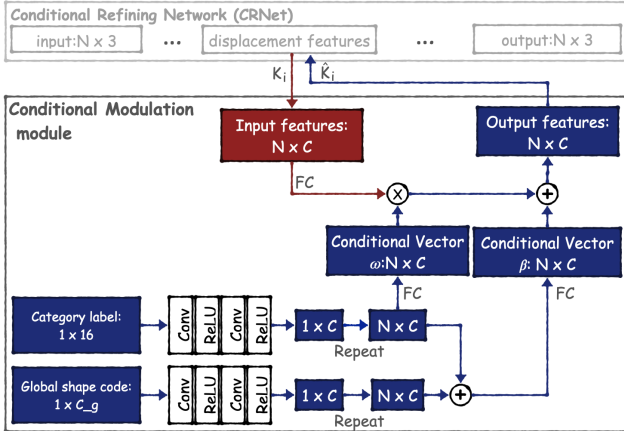 Conditional Refining Network (CRNet)
input:N x 3 ... displacement features ... output:N x 3
K_i K̂_i
Conditional Modulation
module
Input features:
N x C
Output features:
N x C
FC
x +
Conditional Vector
ω:N x C
Conditional Vector
β: N x C
FC FC
Category label:
1 x 16
Conv ReLU Conv ReLU
1 x C N x C
Repeat
Global shape code:
1 x C_g
Conv ReLU Conv ReLU
1 x C N x C +
Repeat